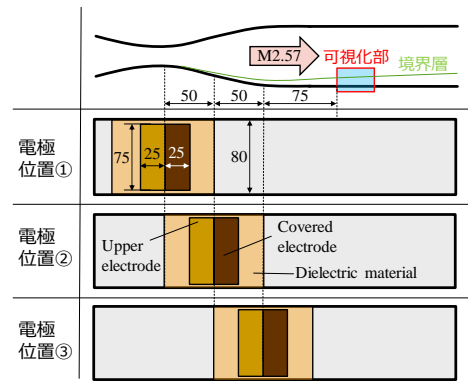 M2.57
可視化部
境界層
50
50
75
電極
位置①
75
25
25
80
電極
位置②
Upper
electrode
Covered
electrode
Dielectric material
電極
位置③